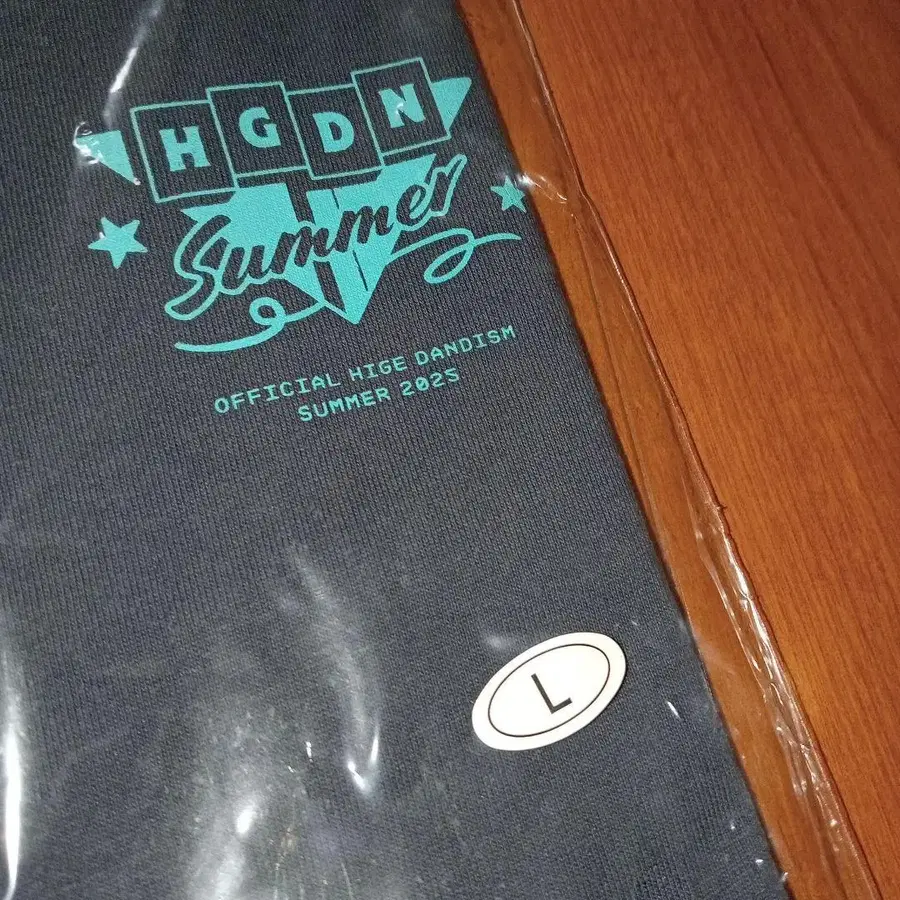 HGDN
Summer
OFFICIAL HIGE DANDISM
SUMMER 2025
L